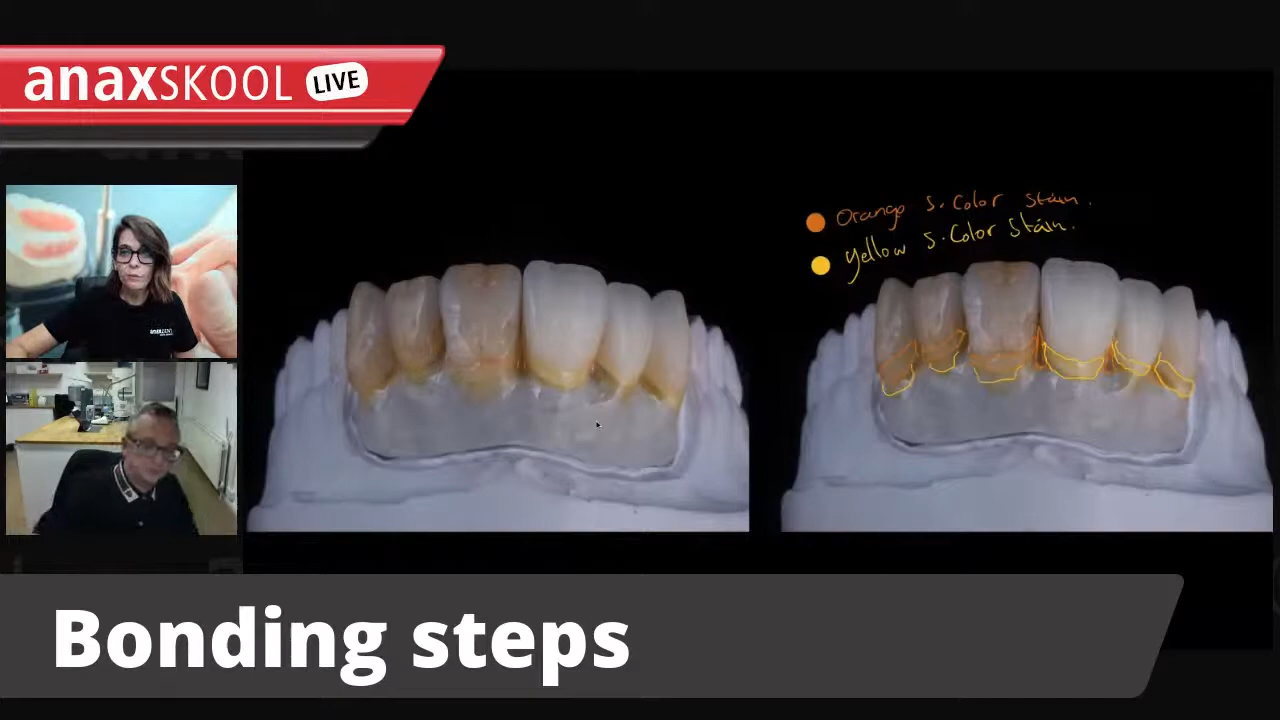 anaxSKOOL LIVE
Orange S.Color Stain.
Yellow S.Color Stain.
Bonding steps